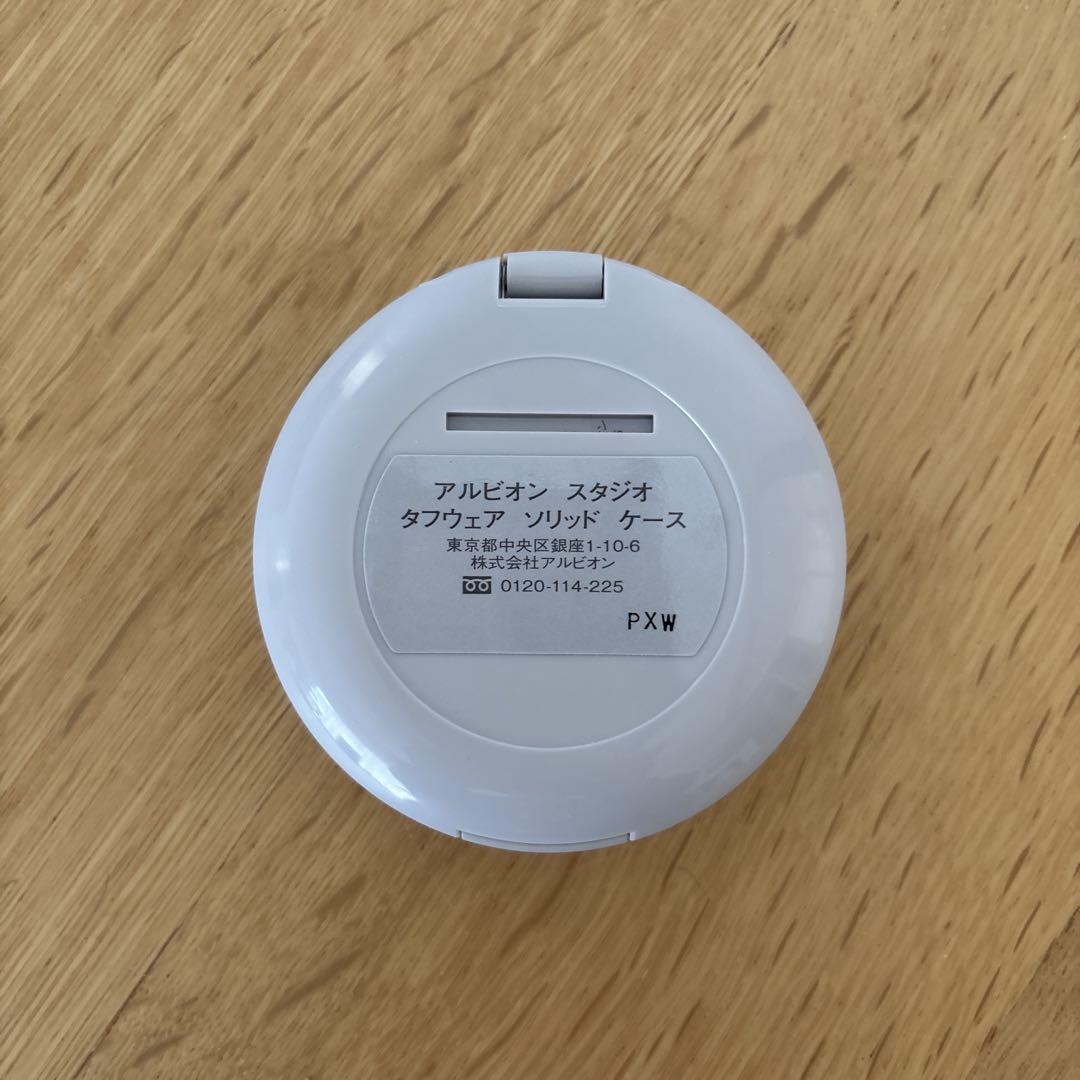 アルビオン スタジオ
タフウェア ソリッド ケース
東京都中央区銀座1-10-6
株式会社アルビオン
0120-114-225
PXW